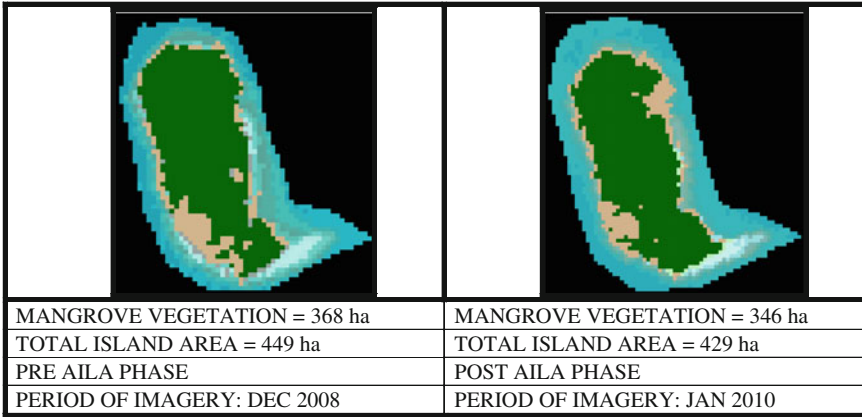 MANGROVE VEGETATION = 368 ha
TOTAL ISLAND AREA = 449 ha
PRE AILA PHASE
PERIOD OF IMAGERY: DEC 2008
MANGROVE VEGETATION = 346 ha
TOTAL ISLAND AREA = 429 ha
POST AILA PHASE
PERIOD OF IMAGERY: JAN 2010